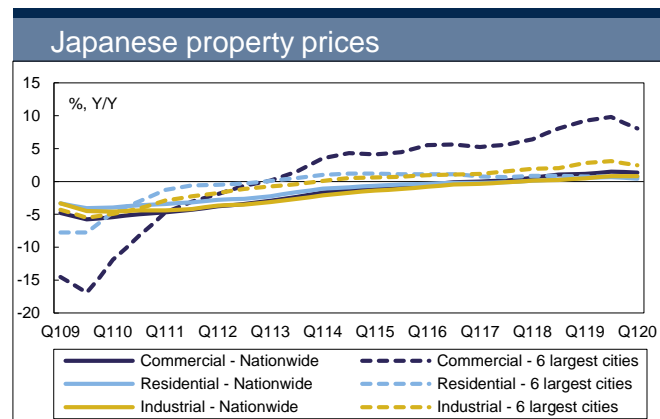 Japanese property prices
%, Y/Y
15
10
5
0
-5
-10
-15
-20
Q109 Q110 Q111 Q112 Q113 Q114 Q115 Q116 Q117 Q118 Q119 Q120
Commercial - Nationwide Commercial - 6 largest cities
Residential - Nationwide Residential - 6 largest cities
Industrial - Nationwide Industrial - 6 largest cities